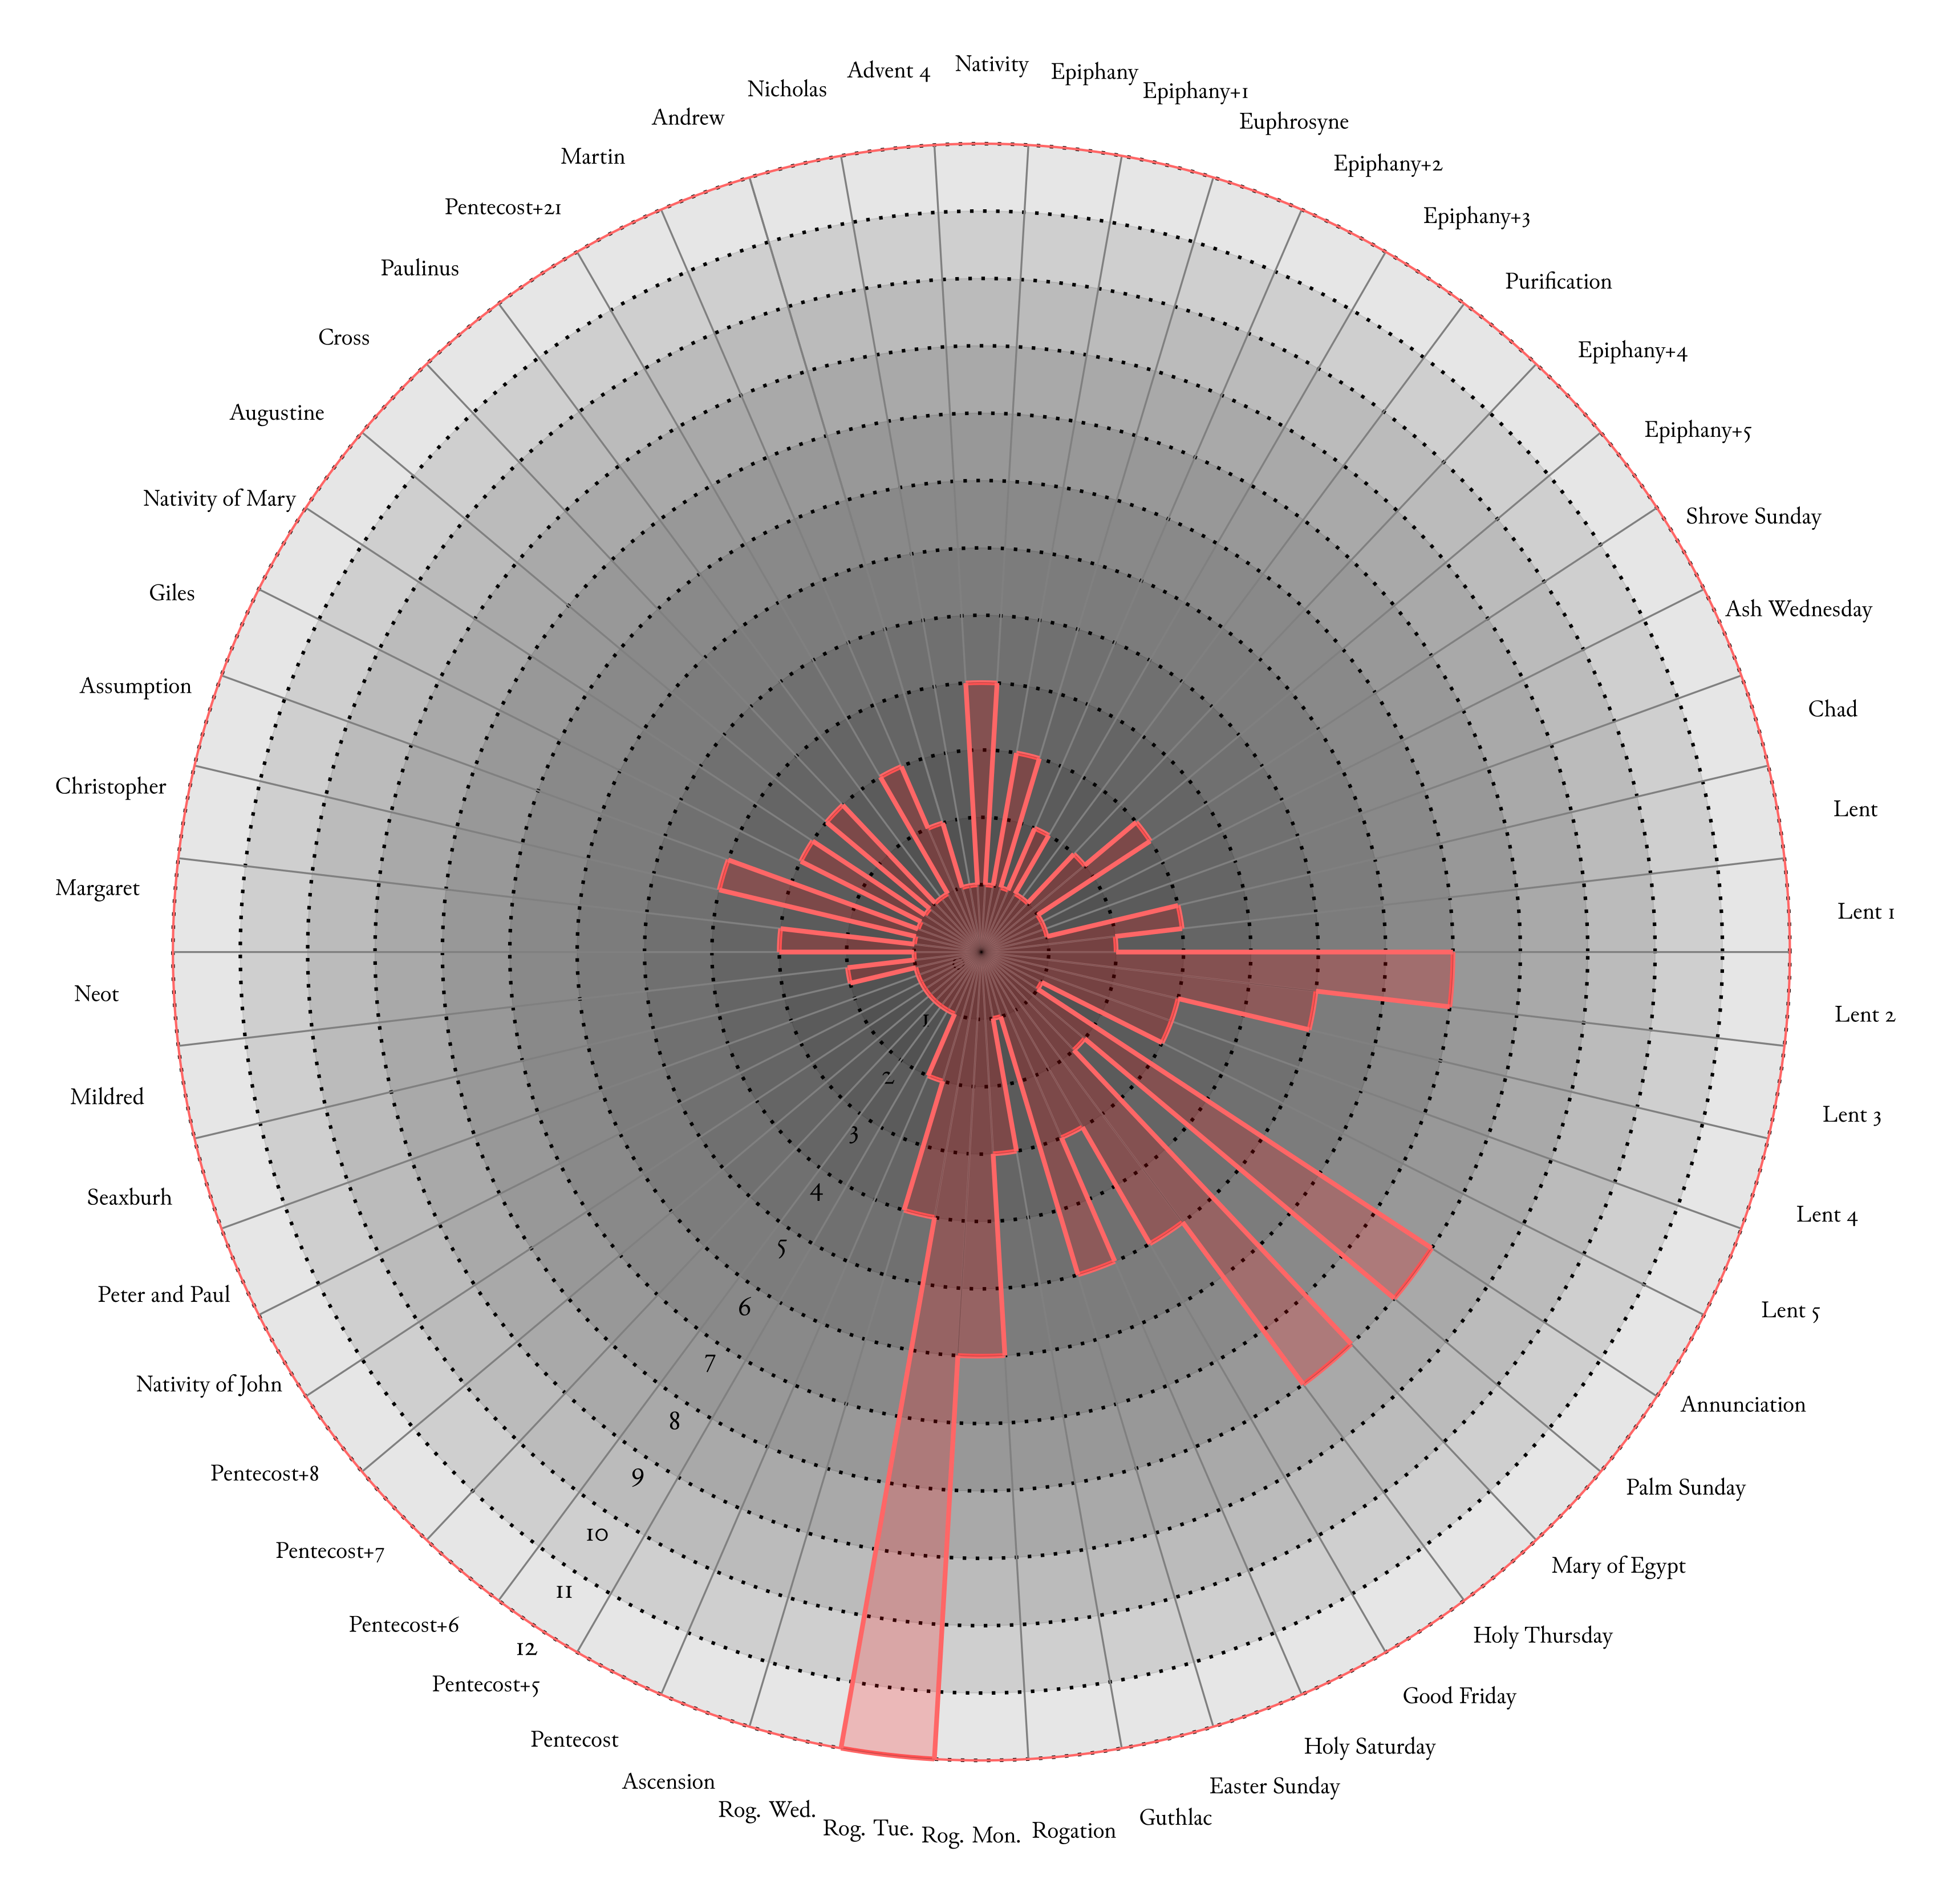 Nativity
Epiphany
Epiphany+1
Euphrosyne
Epiphany+2
Epiphany+3
Purification
Epiphany+4
Epiphany+5
Shrove Sunday
Ash Wednesday
Chad
Lent
Lent 1
Lent 2
Lent 3
Lent 4
Lent 5
Annunciation
Palm Sunday
Mary of Egypt
Holy Thursday
Good Friday
Holy Saturday
Easter Sunday
Guthlac
Rogation
Rog. Mon.
Rog. Tue.
Rog. Wed.
Ascension
Pentecost
Pentecost+5
Pentecost+6
Pentecost+7
Pentecost+8
Nativity of John
Peter and Paul
Seaxburh
Mildred
Neot
Margaret
Christopher
Assumption
Giles
Nativity of Mary
Augustine
Cross
Paulinus
Pentecost+21
Martin
Andrew
Nicholas
Advent 4
1
2
3
4
5
6
7
8
9
10
11
12